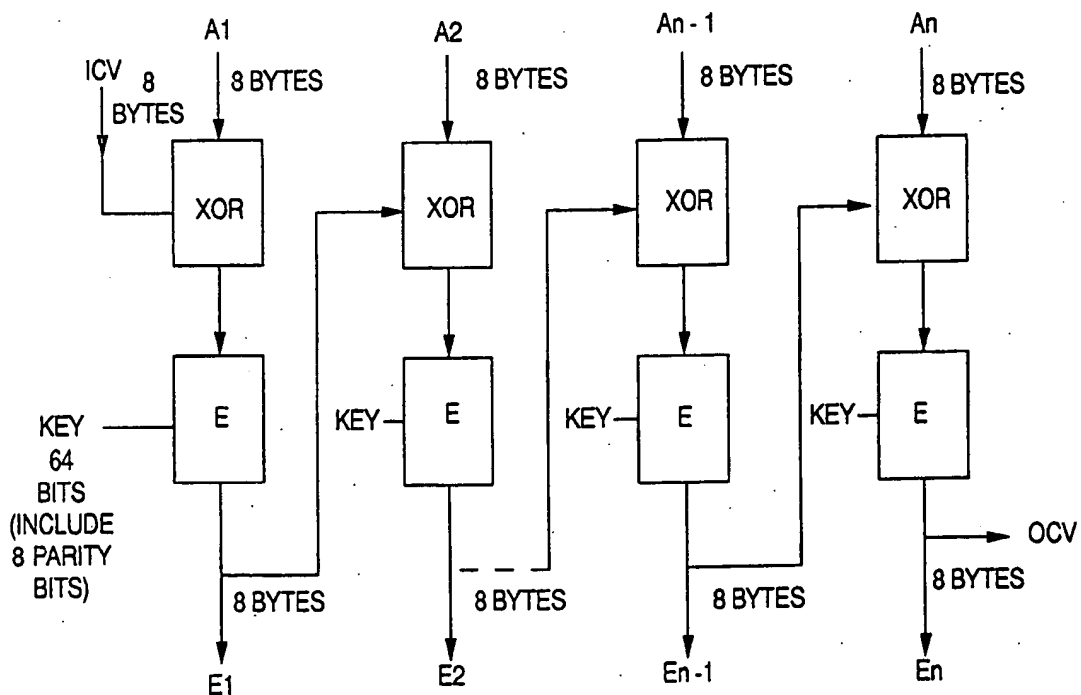 A1
A2
An - 1
An
ICV 8 BYTES
8 BYTES
8 BYTES
8 BYTES
8 BYTES
XOR
XOR
XOR
XOR
E
E
E
E
KEY
64
BITS
(INCLUDE
8 PARITY
BITS)
KEY
KEY
KEY
OCV
8 BYTES
8 BYTES
8 BYTES
8 BYTES
E1
E2
En -1
En